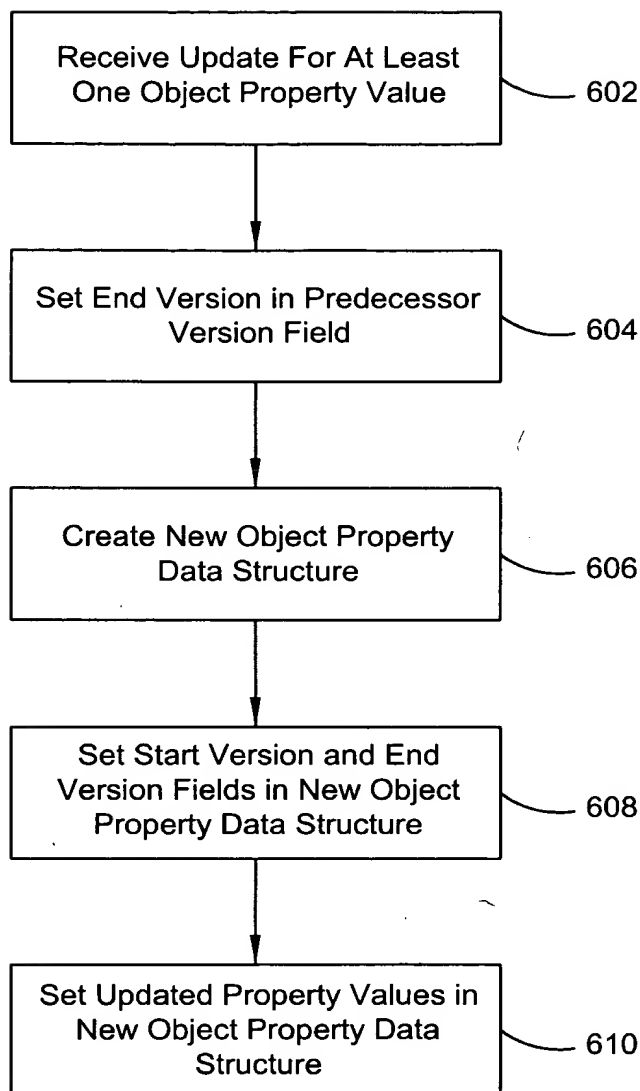 Receive Update For At Least
One Object Property Value
602
Set End Version in Predecessor
Version Field
604
Create New Object Property
Data Structure
606
Set Start Version and End
Version Fields in New Object
Property Data Structure
608
Set Updated Property Values in
New Object Property Data
Structure
610